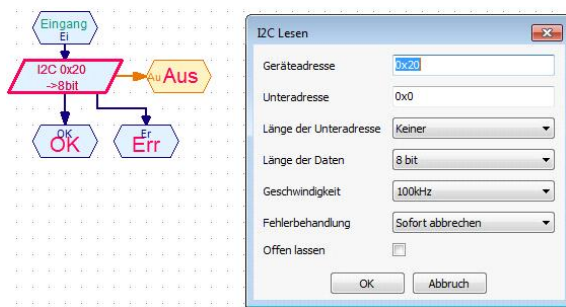 Eingang
Ei
I2C 0x20
->8bit
Au Aus
OK
OK
Er
Err
I2C Lesen
Geräteadresse 0x20
Unteradresse 0x0
Länge der Unteradresse Keiner
Länge der Daten 8 bit
Geschwindigkeit 100kHz
Fehlerbehandlung Sofort abbrechen
Offen lassen
OK Abbruch